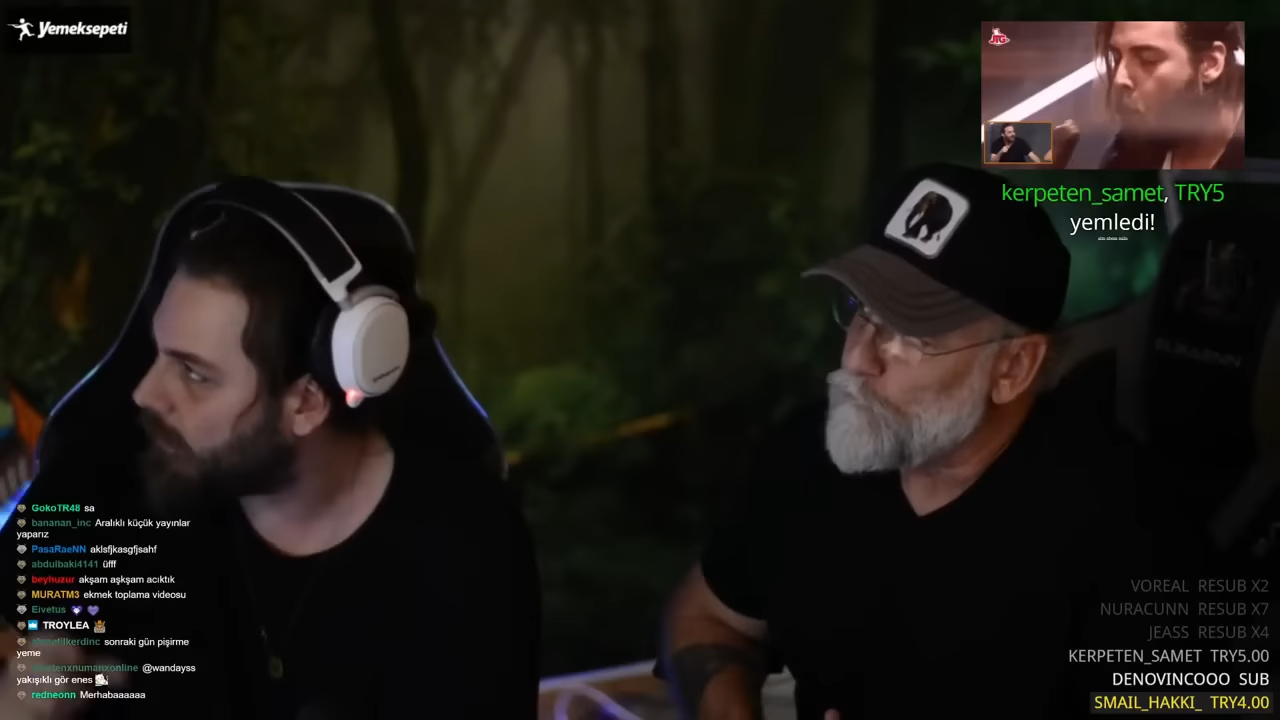 Yemeksepeti
JTG
kerpeten_samet, TRY5
yemledi!
GokoTR48 sa
bananan_inc Aralıklı küçük yayınlar
yaparız
PasaRaeNN aklsfjkasgfjsahf
abdulbaki4141 üfff
beyhuzur akşam aşkşam acıktık
MURATM3 ekmek toplama videosu
Eivetus
TROYLEA
sonraki gün pişirme
yeme
@wandayss
yakışıklı gör enes
redneonn Merhabaaaaaa
VOREAL RESUB X2
NURACUNN RESUB X7
JEASS RESUB X4
KERPETEN_SAMET TRY5.00
DENOVINCOOO SUB
SMAIL_HAKKI_ TRY4.00